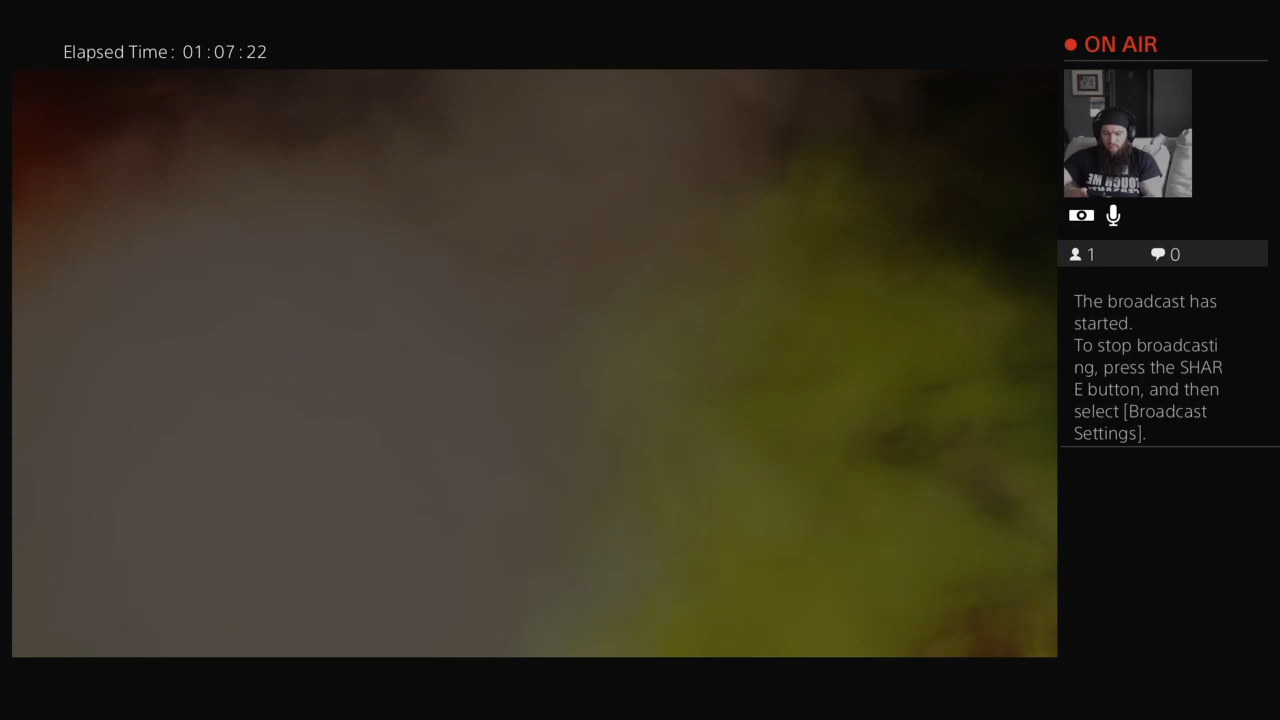 Elapsed Time: 01:07:22
ON AIR
1 0
The broadcast has
started.
To stop broadcasti
ng, press the SHAR
E button, and then
select [Broadcast
Settings].